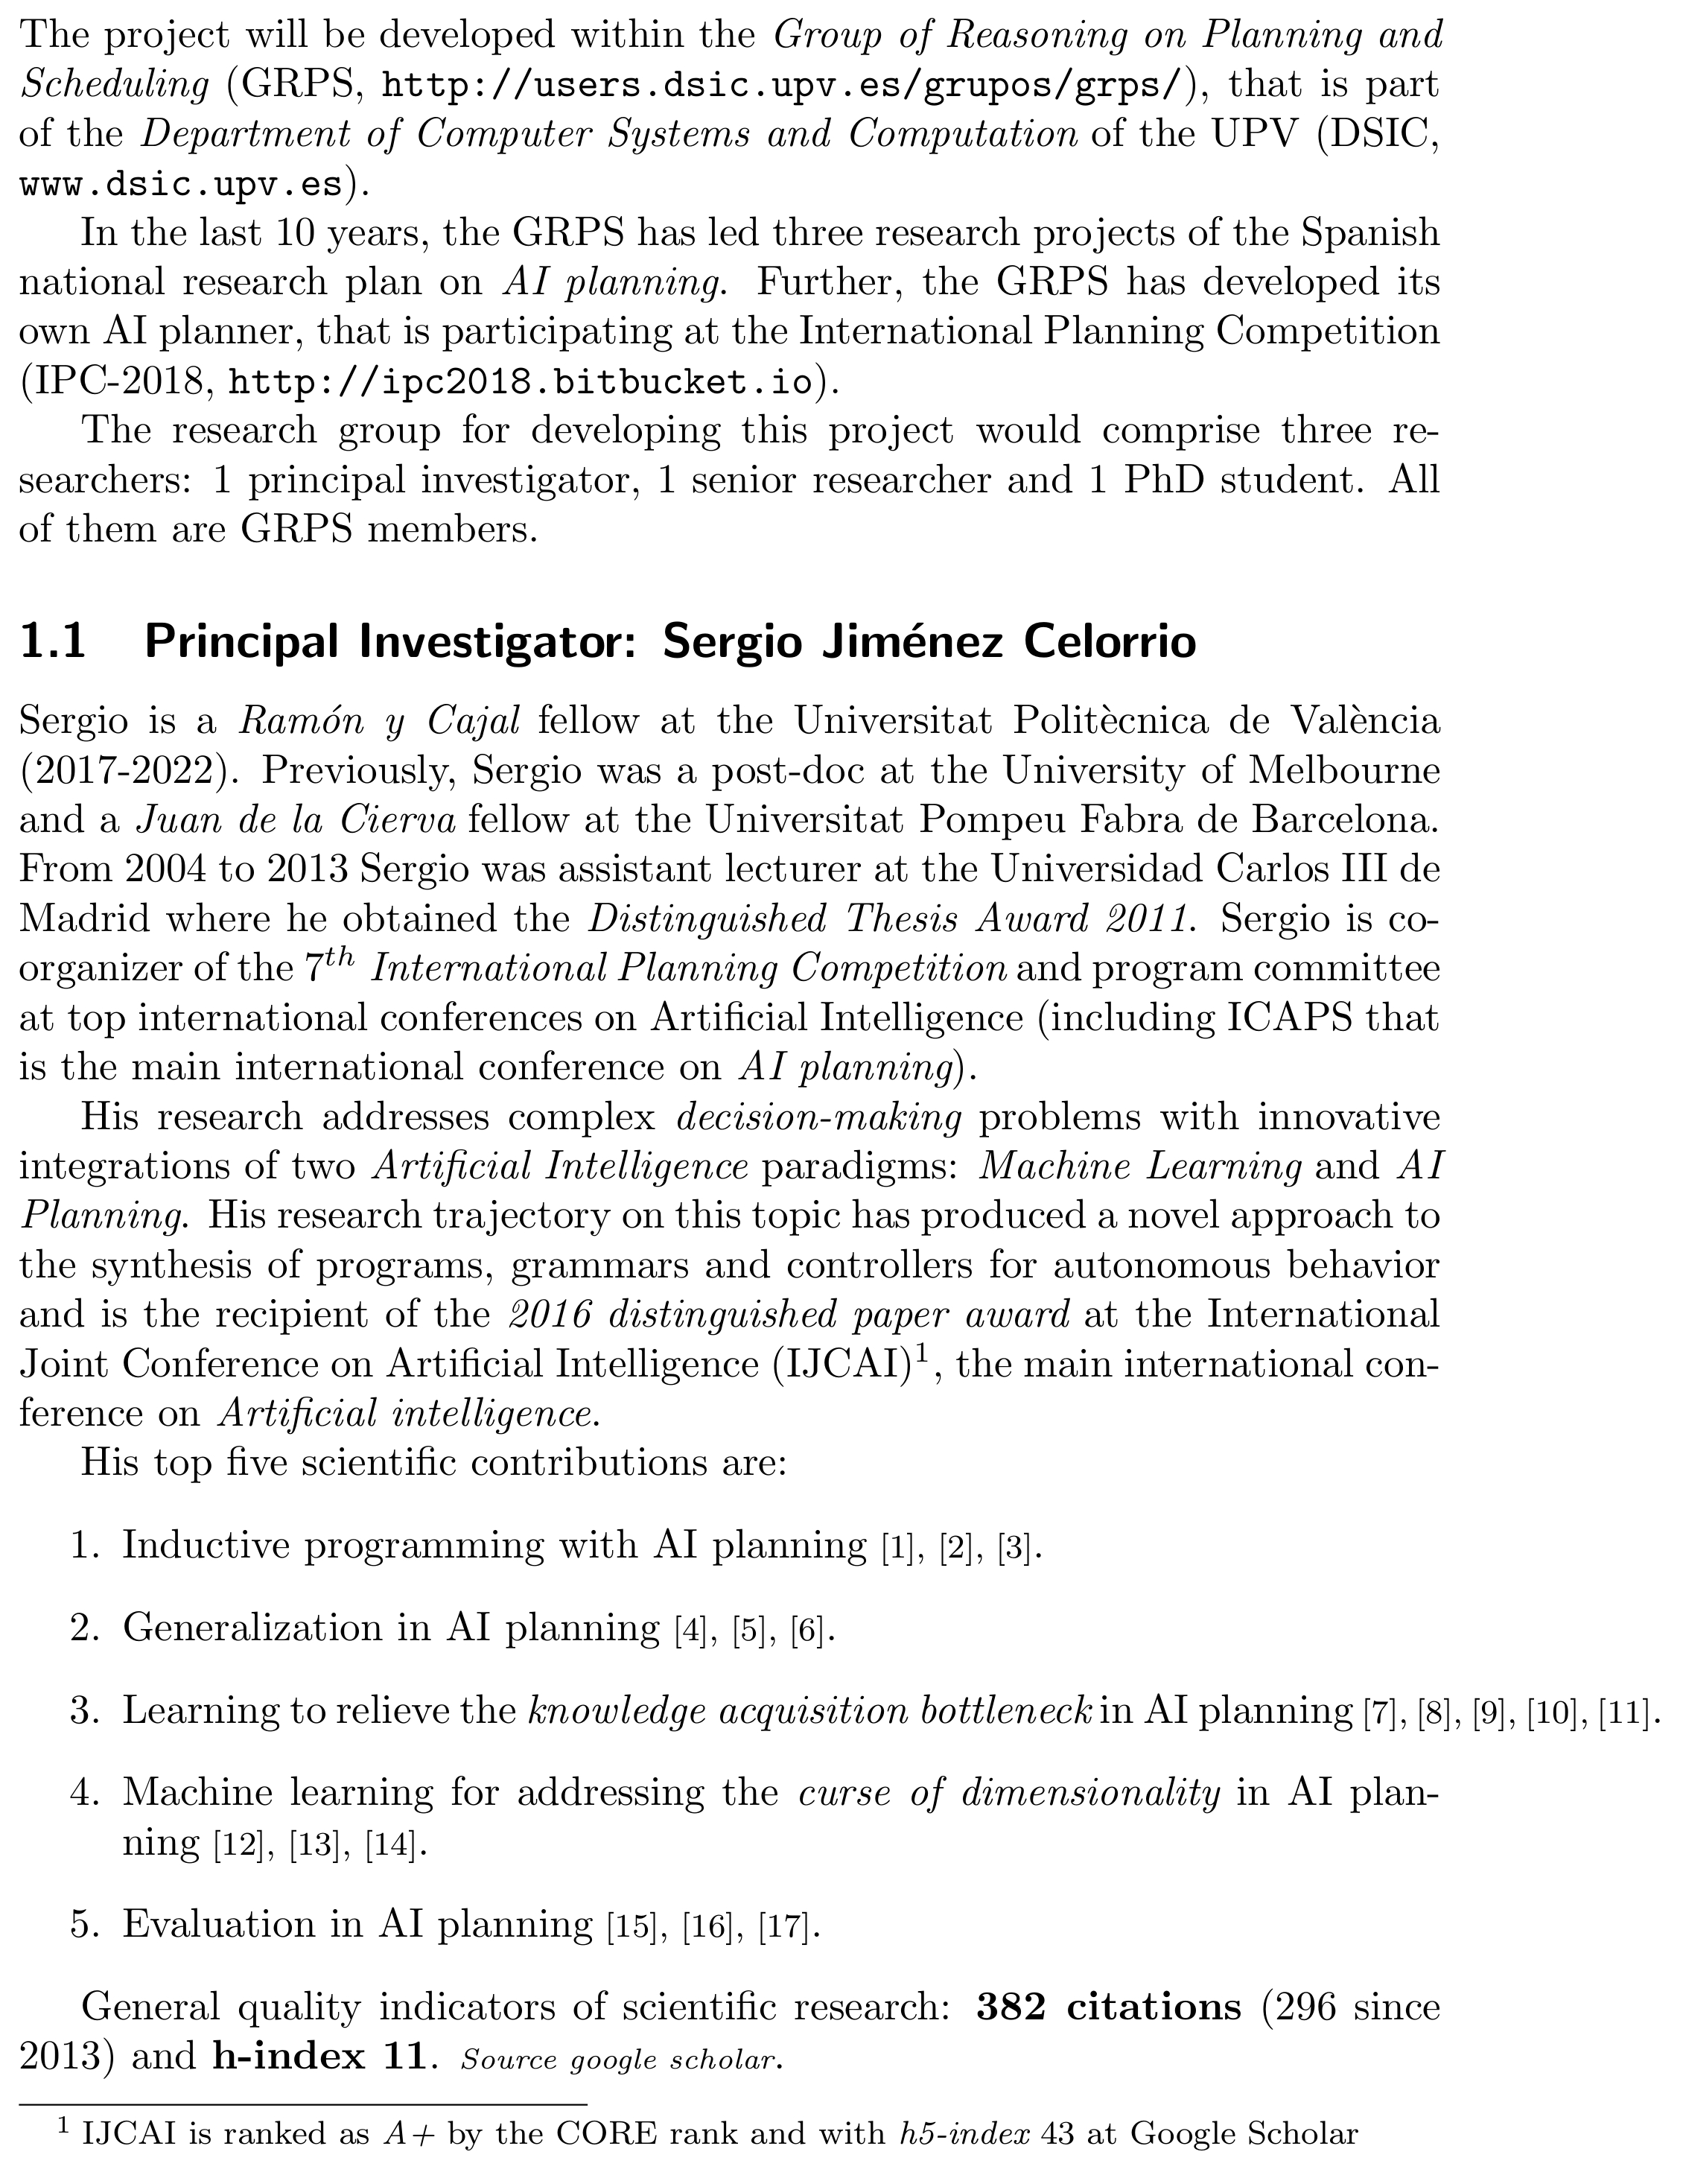 The project will be developed within the Group of Reasoning on Planning and
Scheduling (GRPS, http://users.dsic.upv.es/grupos/grps/), that is part
of the Department of Computer Systems and Computation of the UPV (DSIC,
www.dsic.upv.es).
In the last 10 years, the GRPS has led three research projects of the Spanish
national research plan on AI planning. Further, the GRPS has developed its
own AI planner, that is participating at the International Planning Competition
(IPC-2018, http://ipc2018.bitbucket.io).
The research group for developing this project would comprise three re-
searchers: 1 principal investigator, 1 senior researcher and 1 PhD student. All
of them are GRPS members.
1.1 Principal Investigator: Sergio Jiménez Celorrio
Sergio is a Ramón y Cajal fellow at the Universitat Politècnica de València
(2017-2022). Previously, Sergio was a post-doc at the University of Melbourne
and a Juan de la Cierva fellow at the Universitat Pompeu Fabra de Barcelona.
From 2004 to 2013 Sergio was assistant lecturer at the Universidad Carlos III de
Madrid where he obtained the Distinguished Thesis Award 2011. Sergio is co-
organizer of the 7th International Planning Competition and program committee
at top international conferences on Artificial Intelligence (including ICAPS that
is the main international conference on AI planning).
His research addresses complex decision-making problems with innovative
integrations of two Artificial Intelligence paradigms: Machine Learning and AI
Planning. His research trajectory on this topic has produced a novel approach to
the synthesis of programs, grammars and controllers for autonomous behavior
and is the recipient of the 2016 distinguished paper award at the International
Joint Conference on Artificial Intelligence (IJCAI)1, the main international con-
ference on Artificial intelligence.
His top five scientific contributions are:
1. Inductive programming with AI planning [1], [2], [3].
2. Generalization in AI planning [4], [5], [6].
3. Learning to relieve the knowledge acquisition bottleneck in AI planning [7], [8], [9], [10], [11].
4. Machine learning for addressing the curse of dimensionality in AI plan-
ning [12], [13], [14].
5. Evaluation in AI planning [15], [16], [17].
General quality indicators of scientific research: 382 citations (296 since
2013) and h-index 11. Source google scholar.
1 IJCAI is ranked as A+ by the CORE rank and with h5-index 43 at Google Scholar